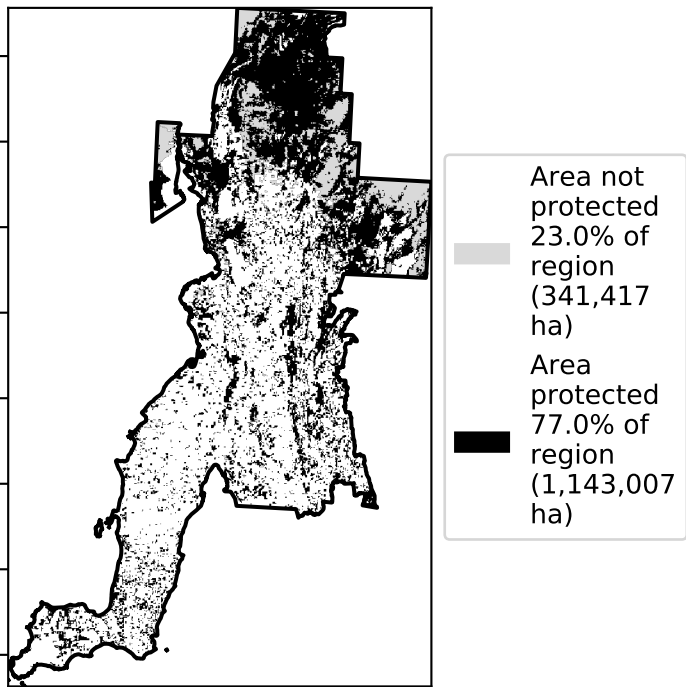 Area not
protected
23.0% of
region
(341,417
ha)
Area
protected
77.0% of
region
(1,143,007
ha)